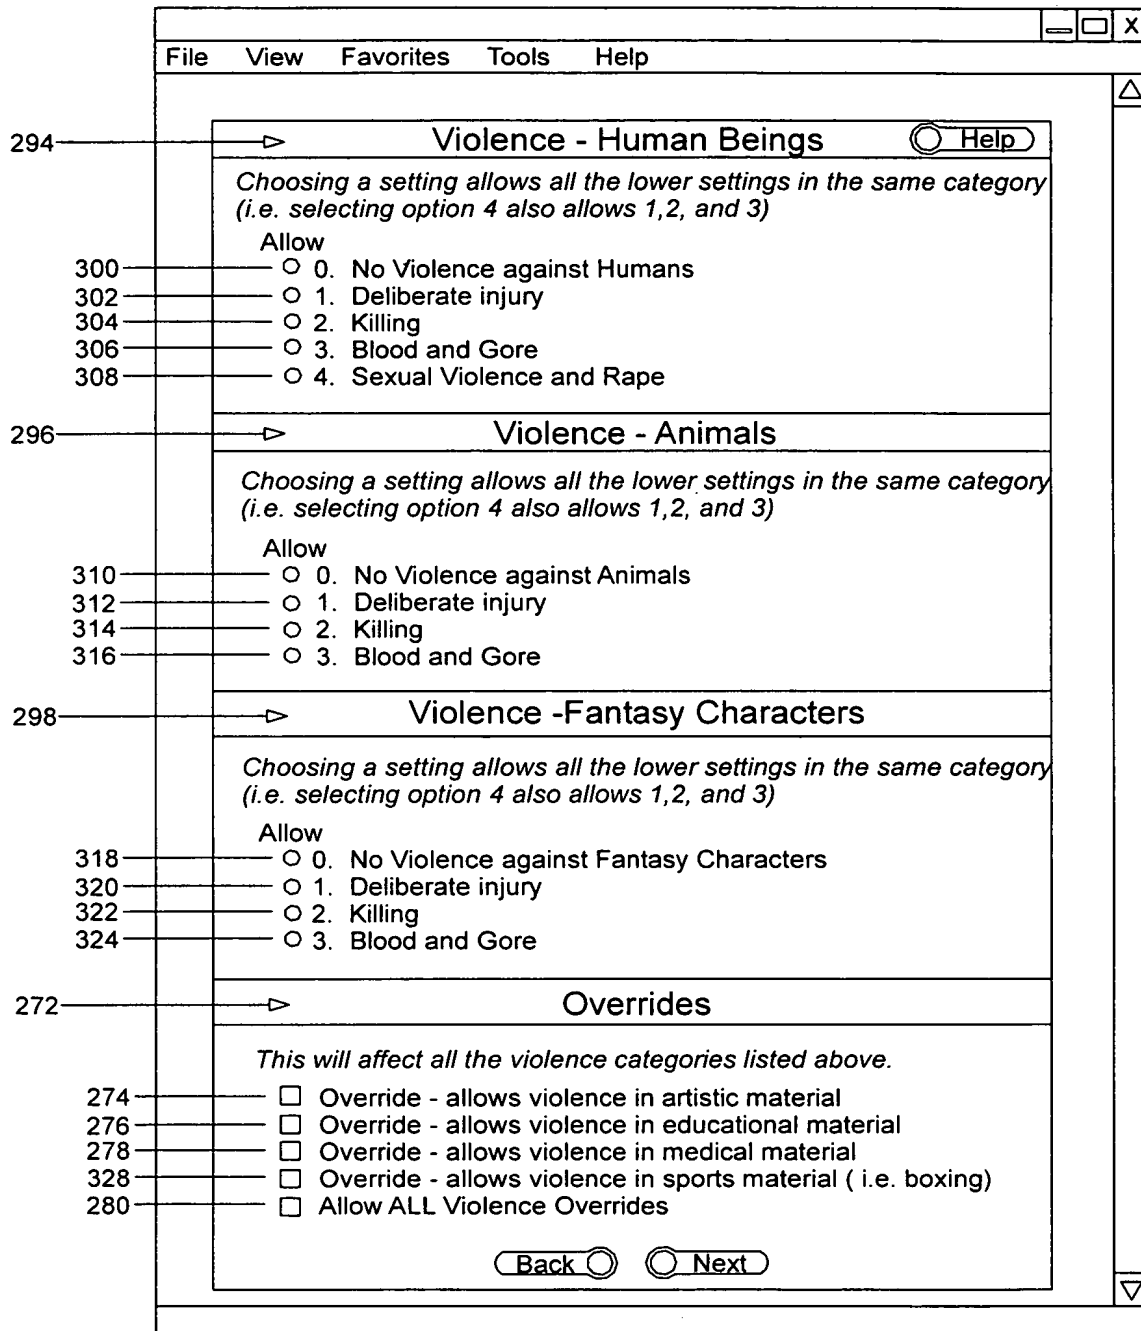 X
File View Favorites Tools Help
294 Violence - Human Beings Help
Choosing a setting allows all the lower settings in the same category
(i.e. selecting option 4 also allows 1,2, and 3)
Allow
300 0. No Violence against Humans
302 1. Deliberate injury
304 2. Killing
306 3. Blood and Gore
308 4. Sexual Violence and Rape
296 Violence - Animals
Choosing a setting allows all the lower settings in the same category
(i.e. selecting option 4 also allows 1,2, and 3)
Allow
310 0. No Violence against Animals
312 1. Deliberate injury
314 2. Killing
316 3. Blood and Gore
298 Violence -Fantasy Characters
Choosing a setting allows all the lower settings in the same category
(i.e. selecting option 4 also allows 1,2, and 3)
Allow
318 0. No Violence against Fantasy Characters
320 1. Deliberate injury
322 2. Killing
324 3. Blood and Gore
272 Overrides
This will affect all the violence categories listed above.
274 Override - allows violence in artistic material
276 Override - allows violence in educational material
278 Override - allows violence in medical material
328 Override - allows violence in sports material ( i.e. boxing)
280 Allow ALL Violence Overrides
Back Next